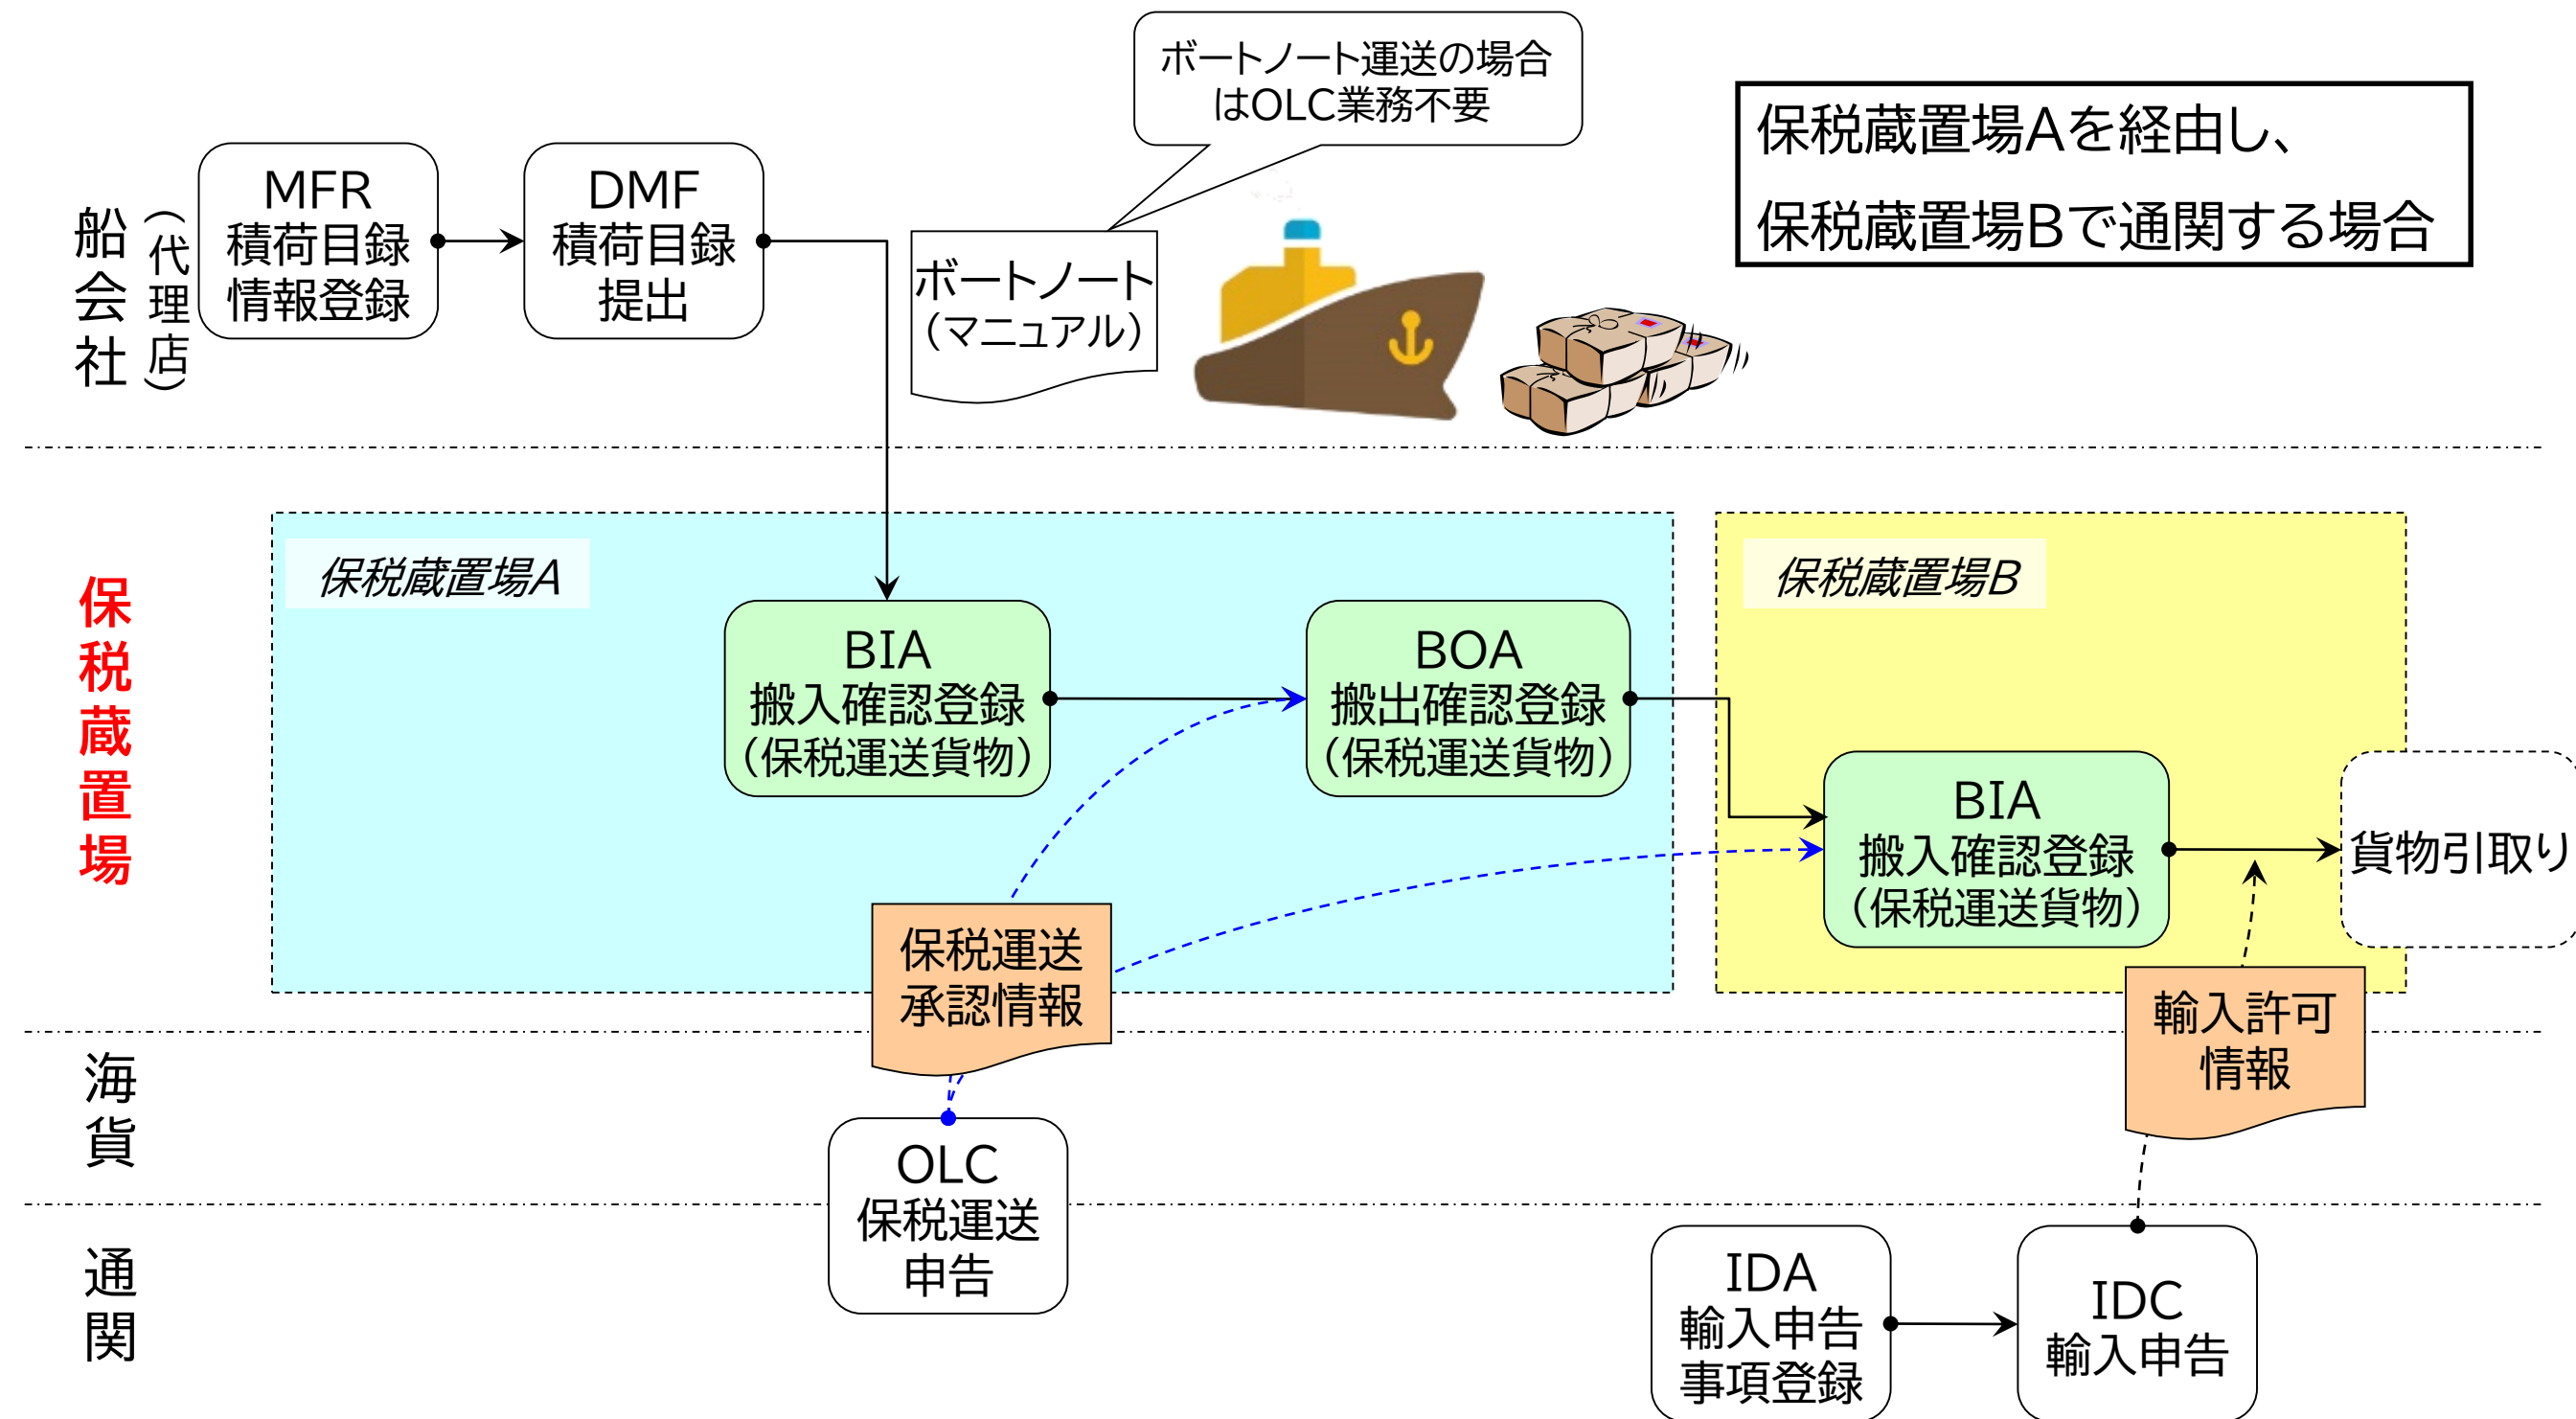 ボートノート運送の場合
はOLC業務不要
保税蔵置場Aを経由し、
保税蔵置場Bで通関する場合
船会社
（代理店）
MFR
積荷目録
情報登録
DMF
積荷目録
提出
ボートノート
（マニュアル）
保税蔵置場
保税蔵置場A
保税蔵置場B
BIA
搬入確認登録
（保税運送貨物）
BOA
搬出確認登録
（保税運送貨物）
BIA
搬入確認登録
（保税運送貨物）
貨物引取り
保税運送
承認情報
輸入許可
情報
海貨
OLC
保税運送
申告
通関
IDA
輸入申告
事項登録
IDC
輸入申告